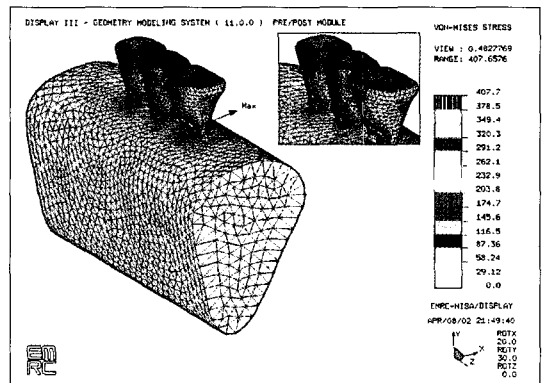 DISPLAY III - GEOMETRY MODELING SYSTEM ( 11.0.0 ) PRE/POST MODULE
VON-MISES STRESS
VIEW : 0.4827769
RANGE: 407.6576
Max
407.7
378.5
349.4
320.3
291.2
262.1
232.9
203.8
174.7
145.6
116.5
87.36
58.24
29.12
0.0
EMRC-NISA/DISPLAY
APR/08/02 21:49:40
Y
X
Z
ROTX
20.0
ROTY
30.0
ROTZ
0.0
EM
RC